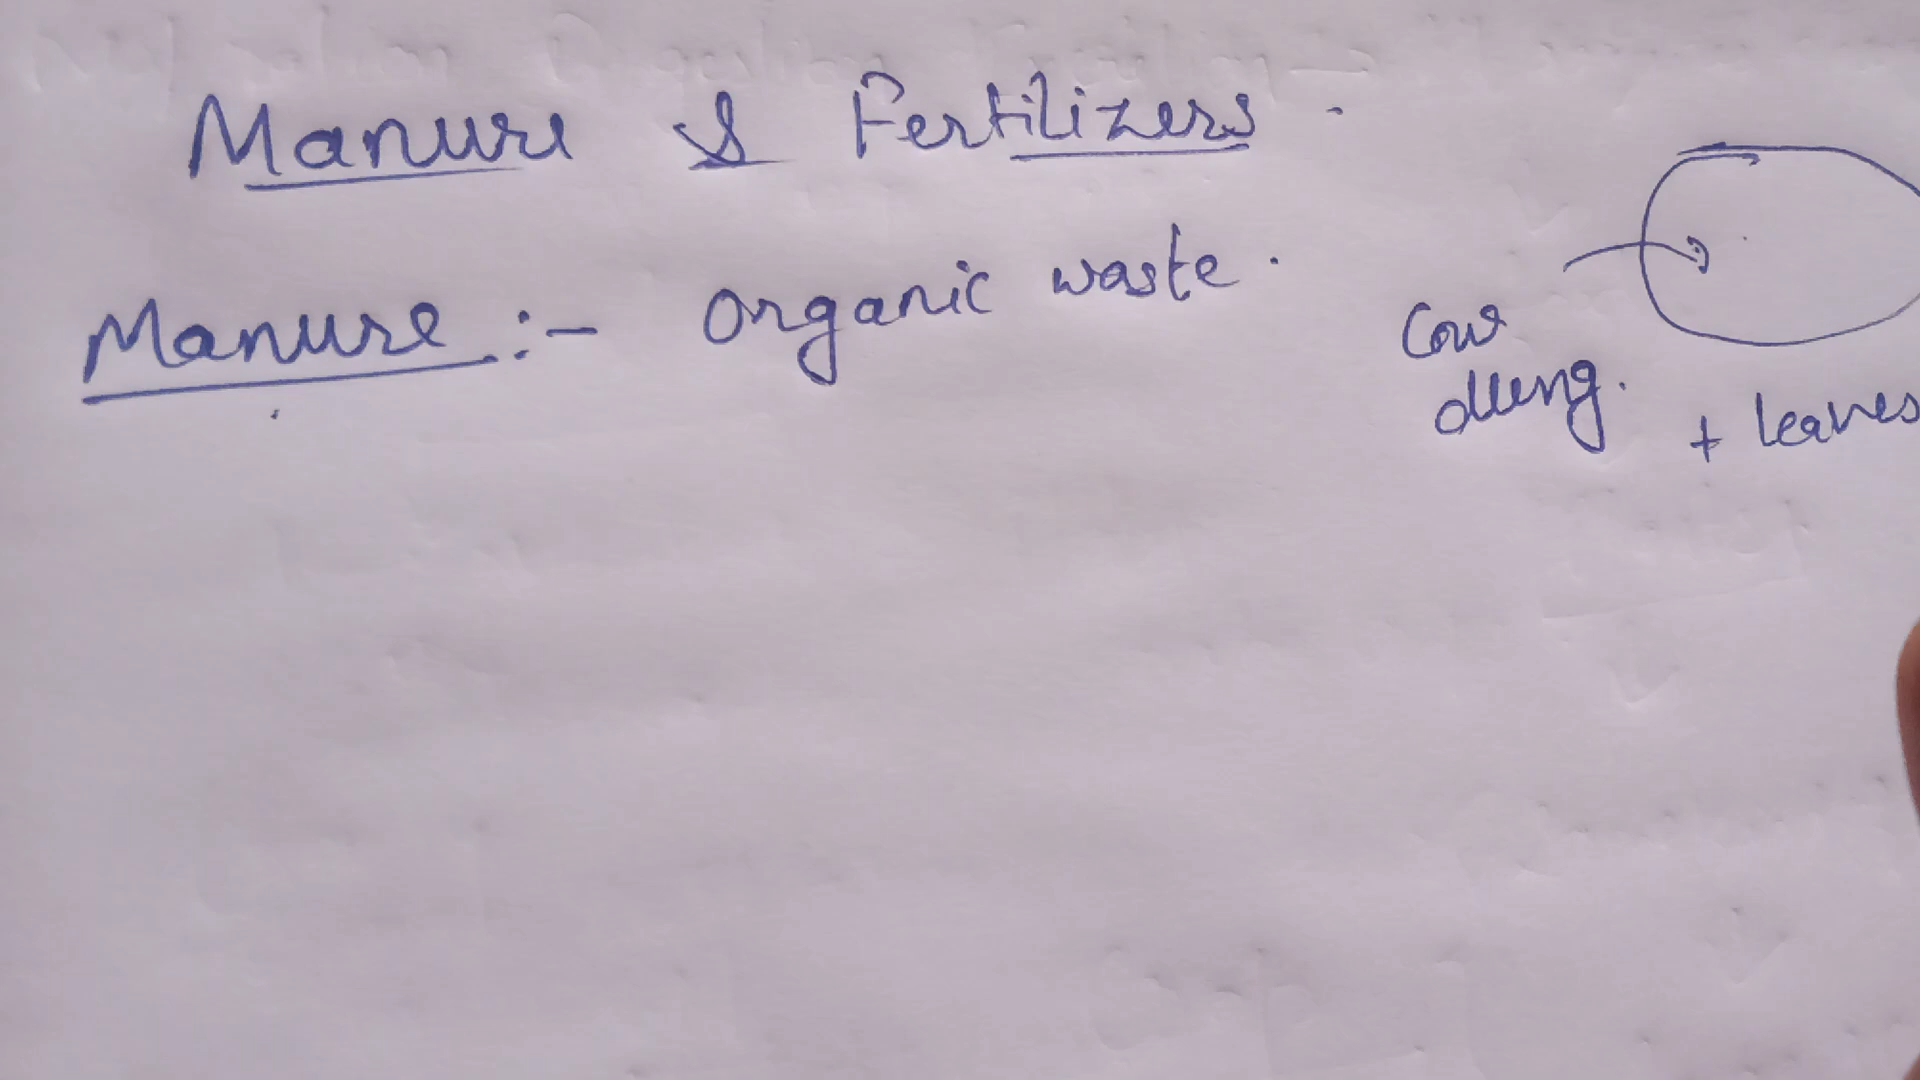 Manure & Fertilizers.
Manure :- Organic waste.
Cow
dung.
+ leaves